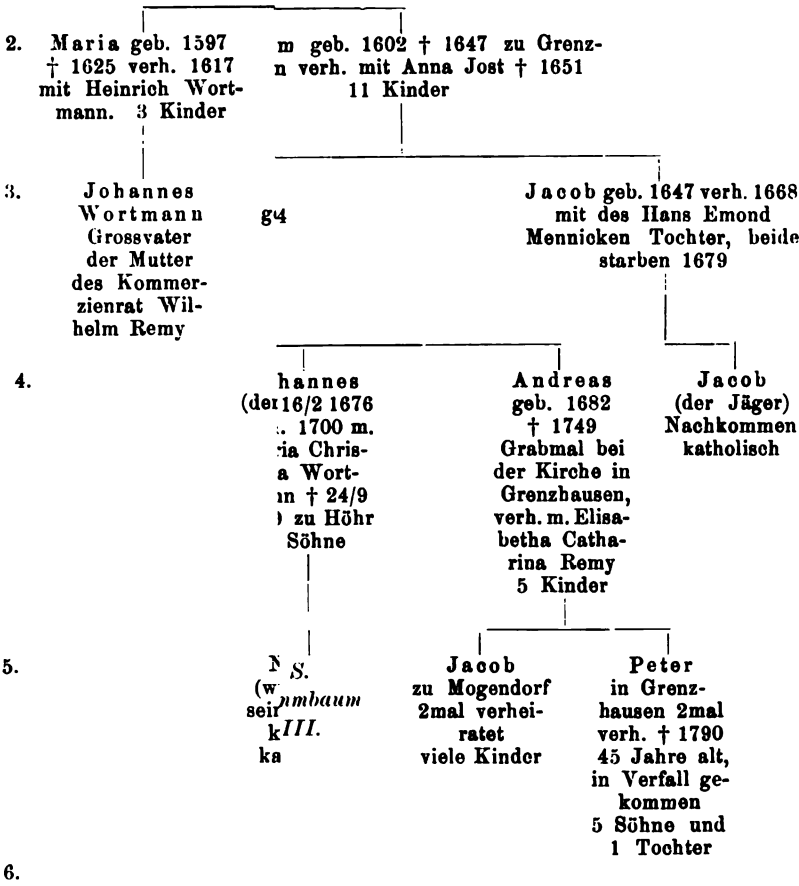 2.
Maria geb. 1597
† 1625 verh. 1617
mit Heinrich Wort-
mann. 3 Kinder
m geb. 1602 † 1647 zu Grenz-
n verh. mit Anna Jost † 1651
11 Kinder
3.
Johannes
Wortmann
Grossvater
der Mutter
des Kommer-
zienrat Wil-
helm Remy
Jacob geb. 1647 verh. 1668
mit des Hans Emond
Mennicken Tochter, beide
starben 1679
4.
hannes
16/2 1676
. 1700 m.
ria Chris-
a Wort-
nn † 24/9
zu Höhr
Söhne
Andreas
geb. 1682
† 1749
Grabmal bei
der Kirche in
Grenzhausen,
verh. m. Elisa-
betha Catha-
rina Remy
5 Kinder
Jacob
(der Jäger)
Nachkommen
katholisch
5.
N S.
(w
seir nmbaum
k III.
ka
Jacob
zu Mogendorf
2mal verhei-
ratet
viele Kinder
Peter
in Grenz-
hausen 2mal
verh. † 1790
45 Jahre alt,
in Verfall ge-
kommen
5 Söhne und
1 Tochter
6.